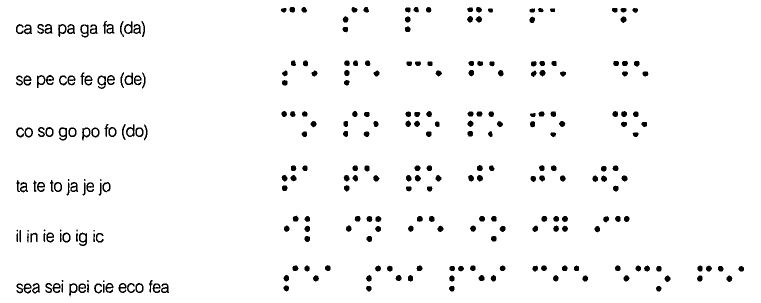 ca sa pa ga fa (da) ⠉⠁ ⠎⠁ ⠏⠁ ⠛⠁ ⠋⠁ ⠙⠁
se pe ce fe ge (de) ⠎⠑ ⠏⠑ ⠉⠑ ⠋⠑ ⠛⠑ ⠙⠑
co so go po fo (do) ⠉⠕ ⠎⠕ ⠛⠕ ⠏⠕ ⠋⠕ ⠙⠕
ta te to ja je jo ⠞⠁ ⠞⠑ ⠞⠕ ⠚⠁ ⠚⠑ ⠚⠕
il in ie io ig ic ⠊⠇ ⠊⠝ ⠊⠑ ⠊⠕ ⠊⠛ ⠊⠉
sea sei pei cie eco fea ⠎⠑⠁ ⠎⠑⠊ ⠏⠑⠊ ⠉⠊⠑ ⠑⠉⠕ ⠋⠑⠁